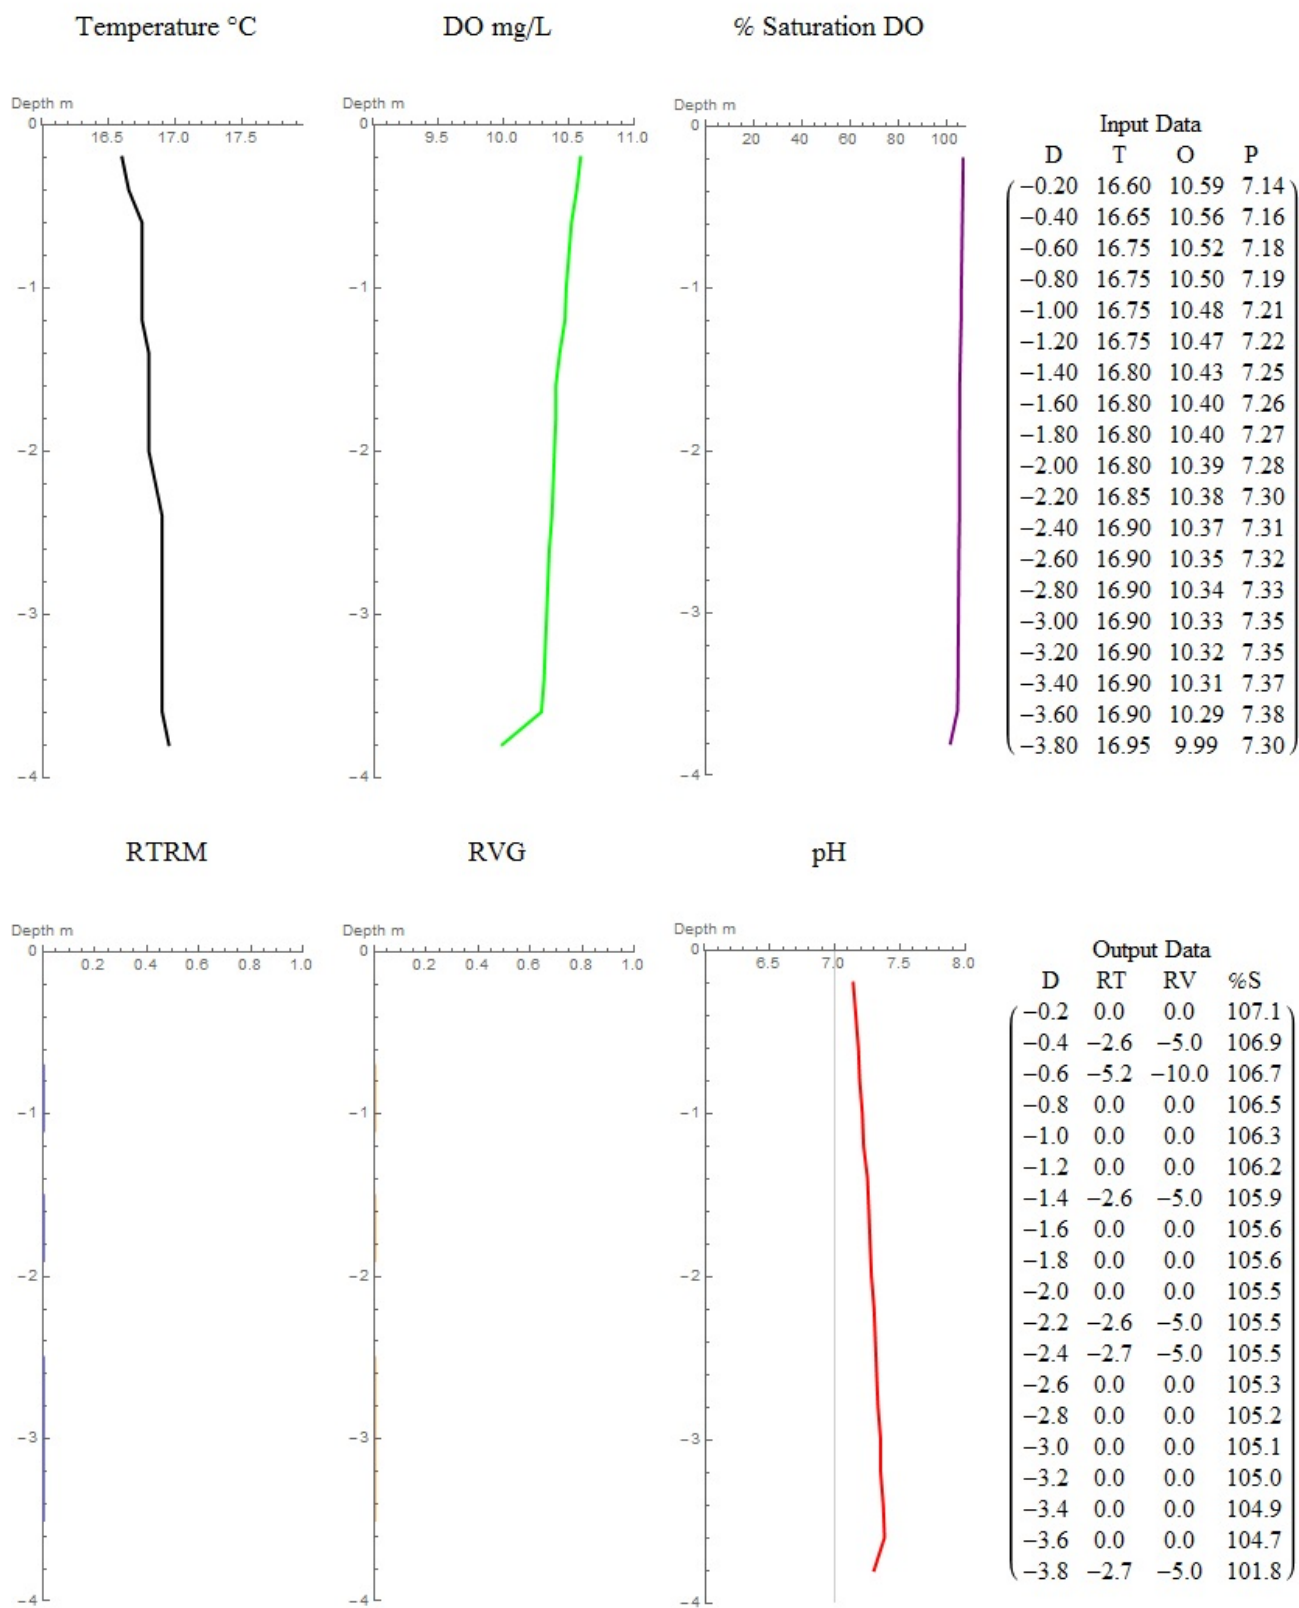 Temperature °C DO mg/L % Saturation DO
Depth m Depth m Depth m
0 16.5 17.0 17.5
−1
−2
−3
−4
0 9.5 10.0 10.5 11.0
−1
−2
−3
−4
0 20 40 60 80 100
−1
−2
−3
−4
Input Data
D T O P
−0.20 16.60 10.59 7.14
−0.40 16.65 10.56 7.16
−0.60 16.75 10.52 7.18
−0.80 16.75 10.50 7.19
−1.00 16.75 10.48 7.21
−1.20 16.75 10.47 7.22
−1.40 16.80 10.43 7.25
−1.60 16.80 10.40 7.26
−1.80 16.80 10.40 7.27
−2.00 16.80 10.39 7.28
−2.20 16.85 10.38 7.30
−2.40 16.90 10.37 7.31
−2.60 16.90 10.35 7.32
−2.80 16.90 10.34 7.33
−3.00 16.90 10.33 7.35
−3.20 16.90 10.32 7.35
−3.40 16.90 10.31 7.37
−3.60 16.90 10.29 7.38
−3.80 16.95 9.99 7.30
RTRM RVG pH
Depth m Depth m Depth m
0 0.2 0.4 0.6 0.8 1.0
−1
−2
−3
−4
0 0.2 0.4 0.6 0.8 1.0
−1
−2
−3
−4
0 6.5 7.0 7.5 8.0
−1
−2
−3
−4
Output Data
D RT RV %S
−0.2 0.0 0.0 107.1
−0.4 −2.6 −5.0 106.9
−0.6 −5.2 −10.0 106.7
−0.8 0.0 0.0 106.5
−1.0 0.0 0.0 106.3
−1.2 0.0 0.0 106.2
−1.4 −2.6 −5.0 105.9
−1.6 0.0 0.0 105.6
−1.8 0.0 0.0 105.6
−2.0 0.0 0.0 105.5
−2.2 −2.6 −5.0 105.5
−2.4 −2.7 −5.0 105.5
−2.6 0.0 0.0 105.3
−2.8 0.0 0.0 105.2
−3.0 0.0 0.0 105.1
−3.2 0.0 0.0 105.0
−3.4 0.0 0.0 104.9
−3.6 0.0 0.0 104.7
−3.8 −2.7 −5.0 101.8